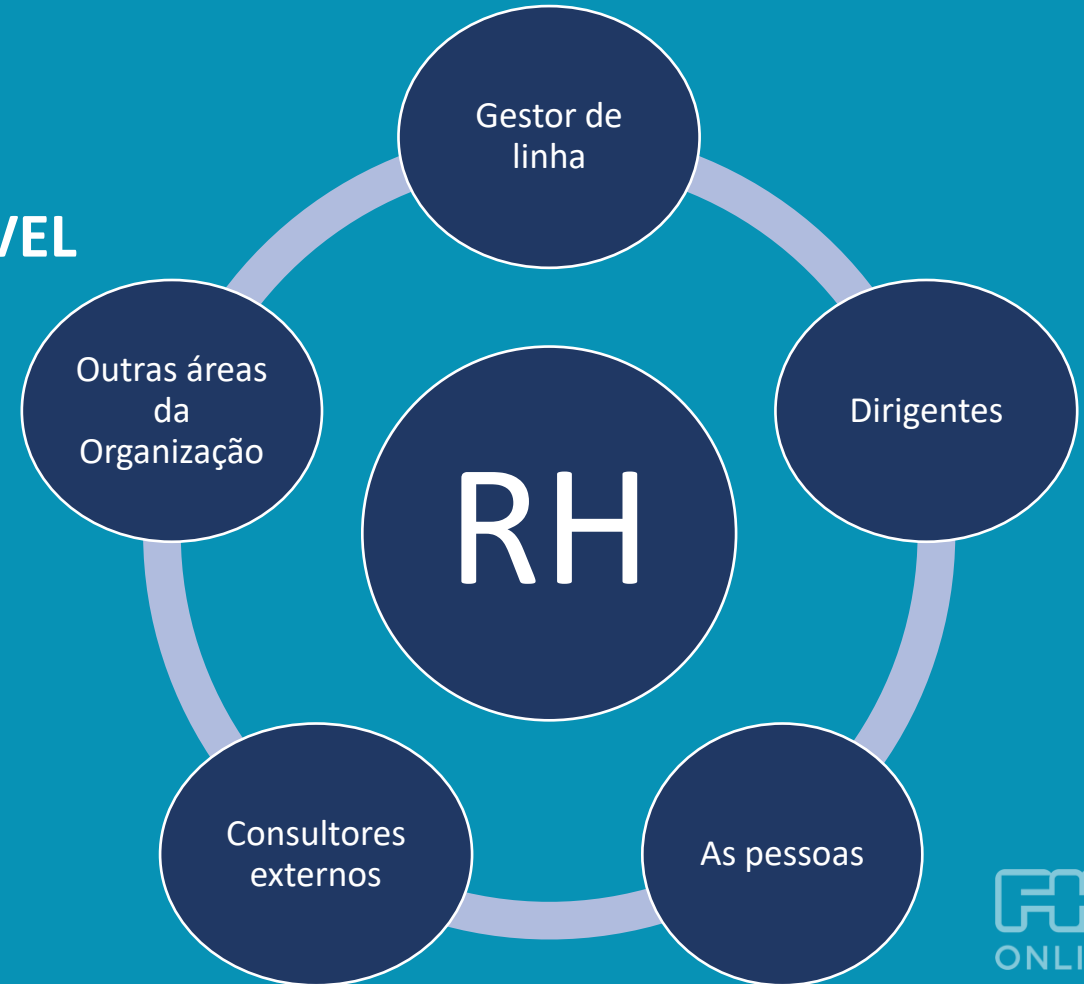 VEL
Gestor de
linha
Outras áreas
da
Organização
Dirigentes
RH
Consultores
externos
As pessoas
ONLI